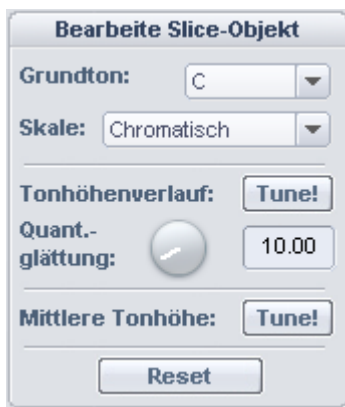 Bearbeite Slice-Objekt
Grundton: C
Skale: Chromatisch
Tonhöhenverlauf: Tune!
Quant.-
glättung: 10.00
Mittlere Tonhöhe: Tune!
Reset